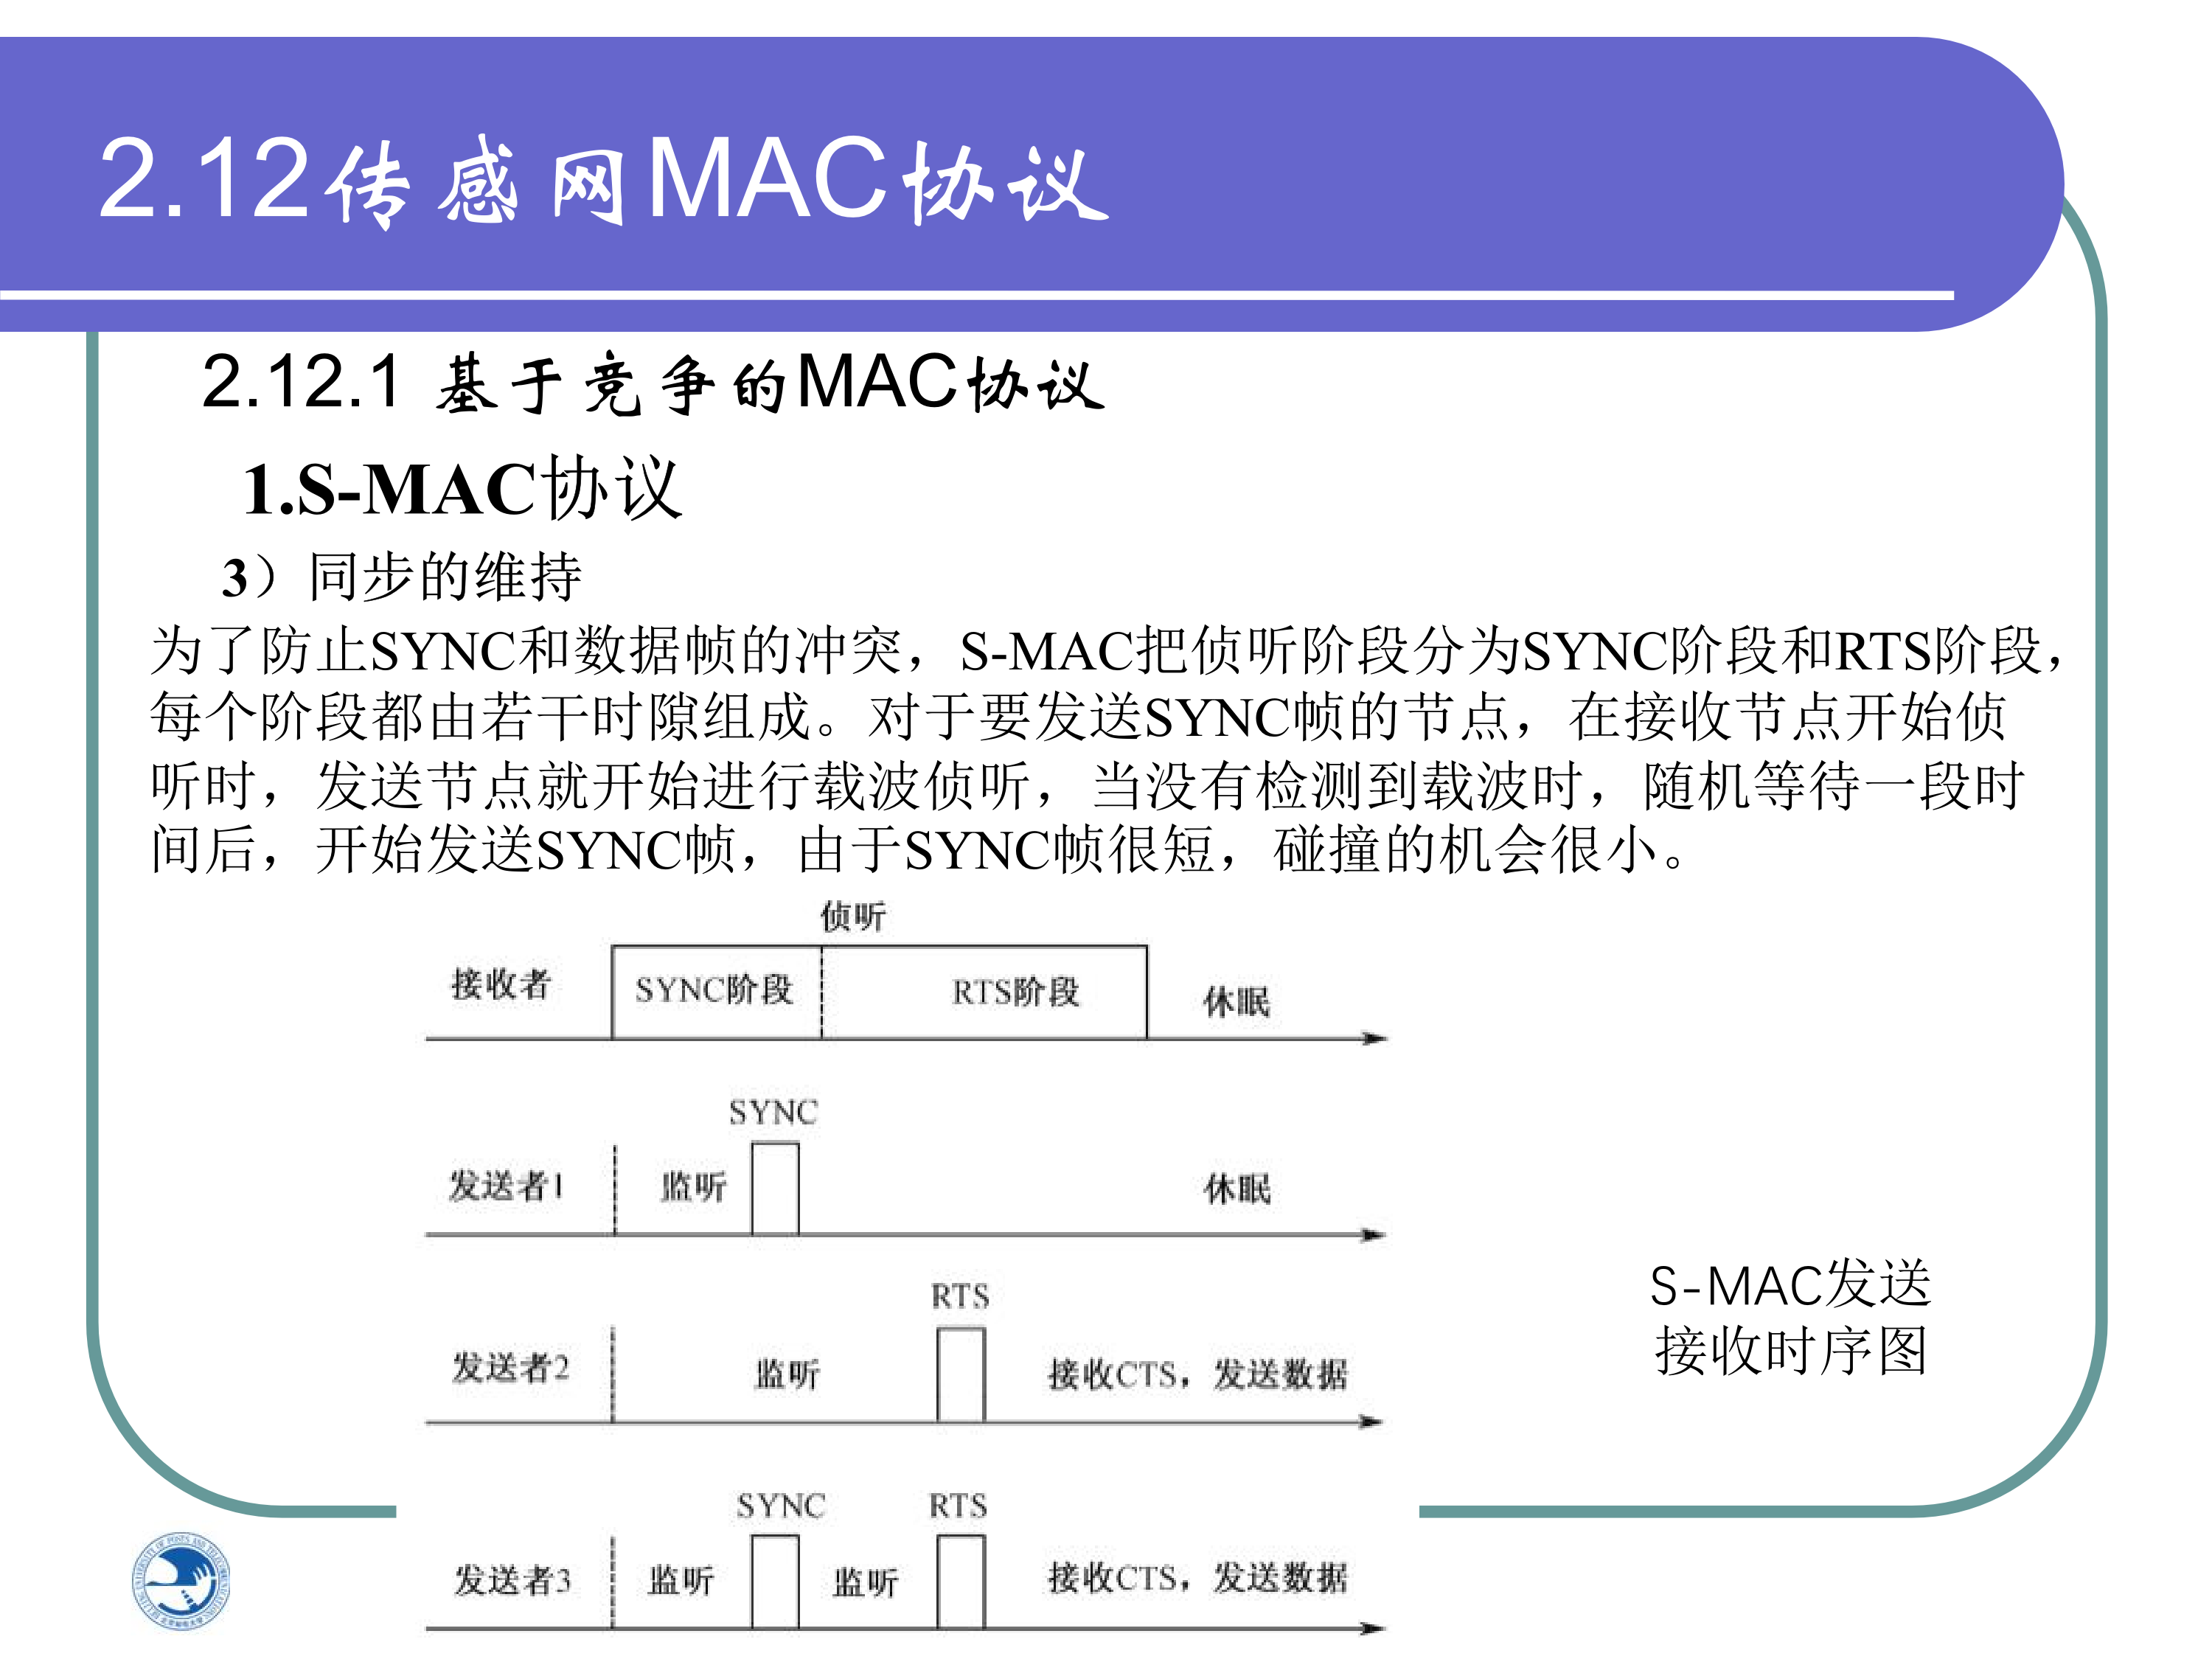 2.12传感网MAC协议
2.12.1 基于竞争的MAC协议
1.S-MAC协议
3）同步的维持
为了防止SYNC和数据帧的冲突，S-MAC把侦听阶段分为SYNC阶段和RTS阶段，
每个阶段都由若干时隙组成。对于要发送SYNC帧的节点，在接收节点开始侦
听时，发送节点就开始进行载波侦听，当没有检测到载波时，随机等待一段时
间后，开始发送SYNC帧，由于SYNC帧很短，碰撞的机会很小。
侦听
接收者 SYNC阶段 RTS阶段 休眠
SYNC
发送者1 监听 休眠
RTS
发送者2 监听 接收CTS，发送数据
SYNC RTS
发送者3 监听 监听 接收CTS，发送数据
S-MAC发送
接收时序图